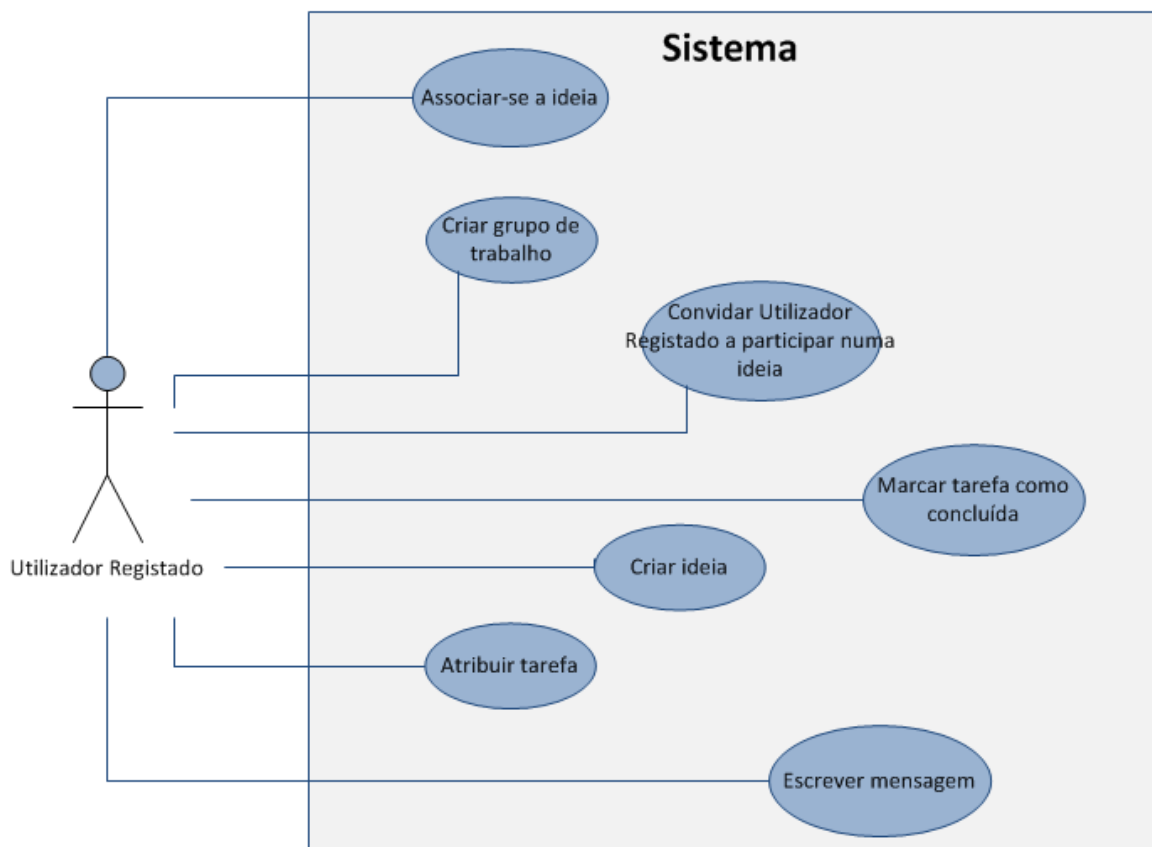 Sistema
Associar-se a ideia
Criar grupo de
trabalho
Convidar Utilizador
Registado a participar numa
ideia
Marcar tarefa como
concluída
Utilizador Registado
Criar ideia
Atribuir tarefa
Escrever mensagem